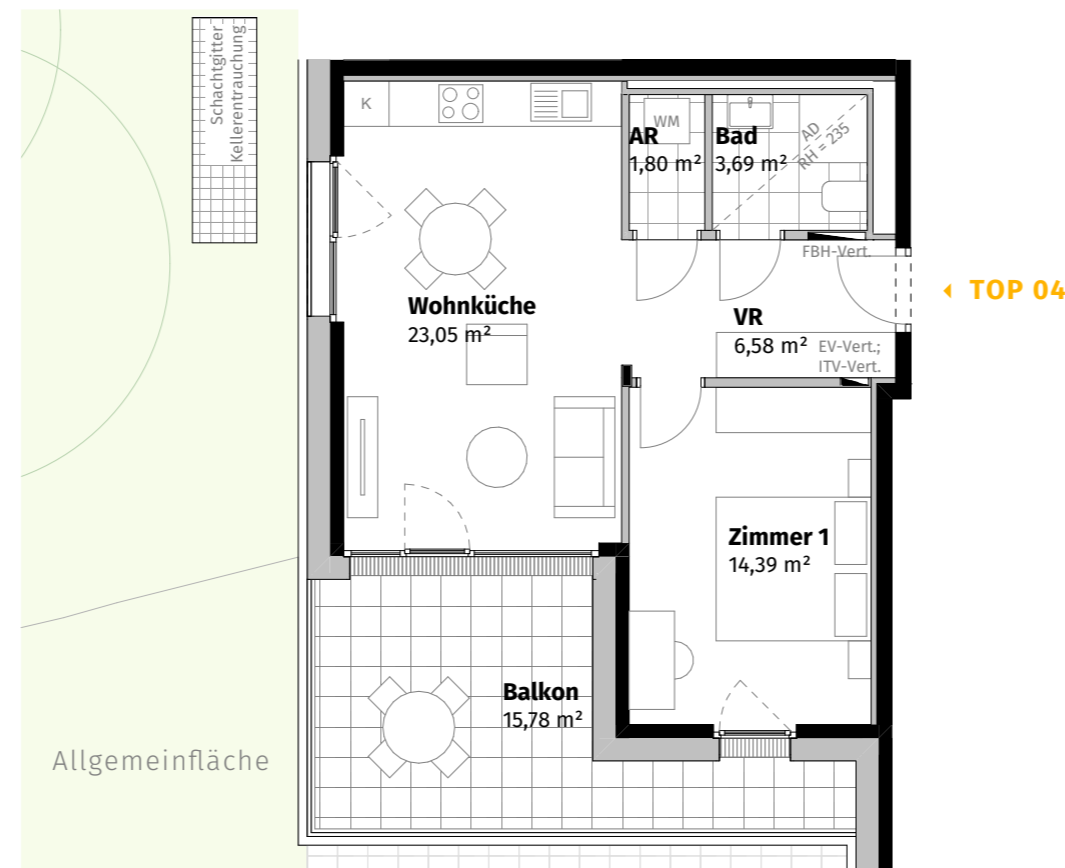 Schachtgitter
Kellerentrauchung
K
WM
AR
1,80 m²
Bad
3,69 m²
AD
RH = 235
FBH-Vert.
TOP 04
Wohnküche
23,05 m²
VR
6,58 m²
EV-Vert.;
ITV-Vert.
Zimmer 1
14,39 m²
Balkon
15,78 m²
Allgemeinfläche